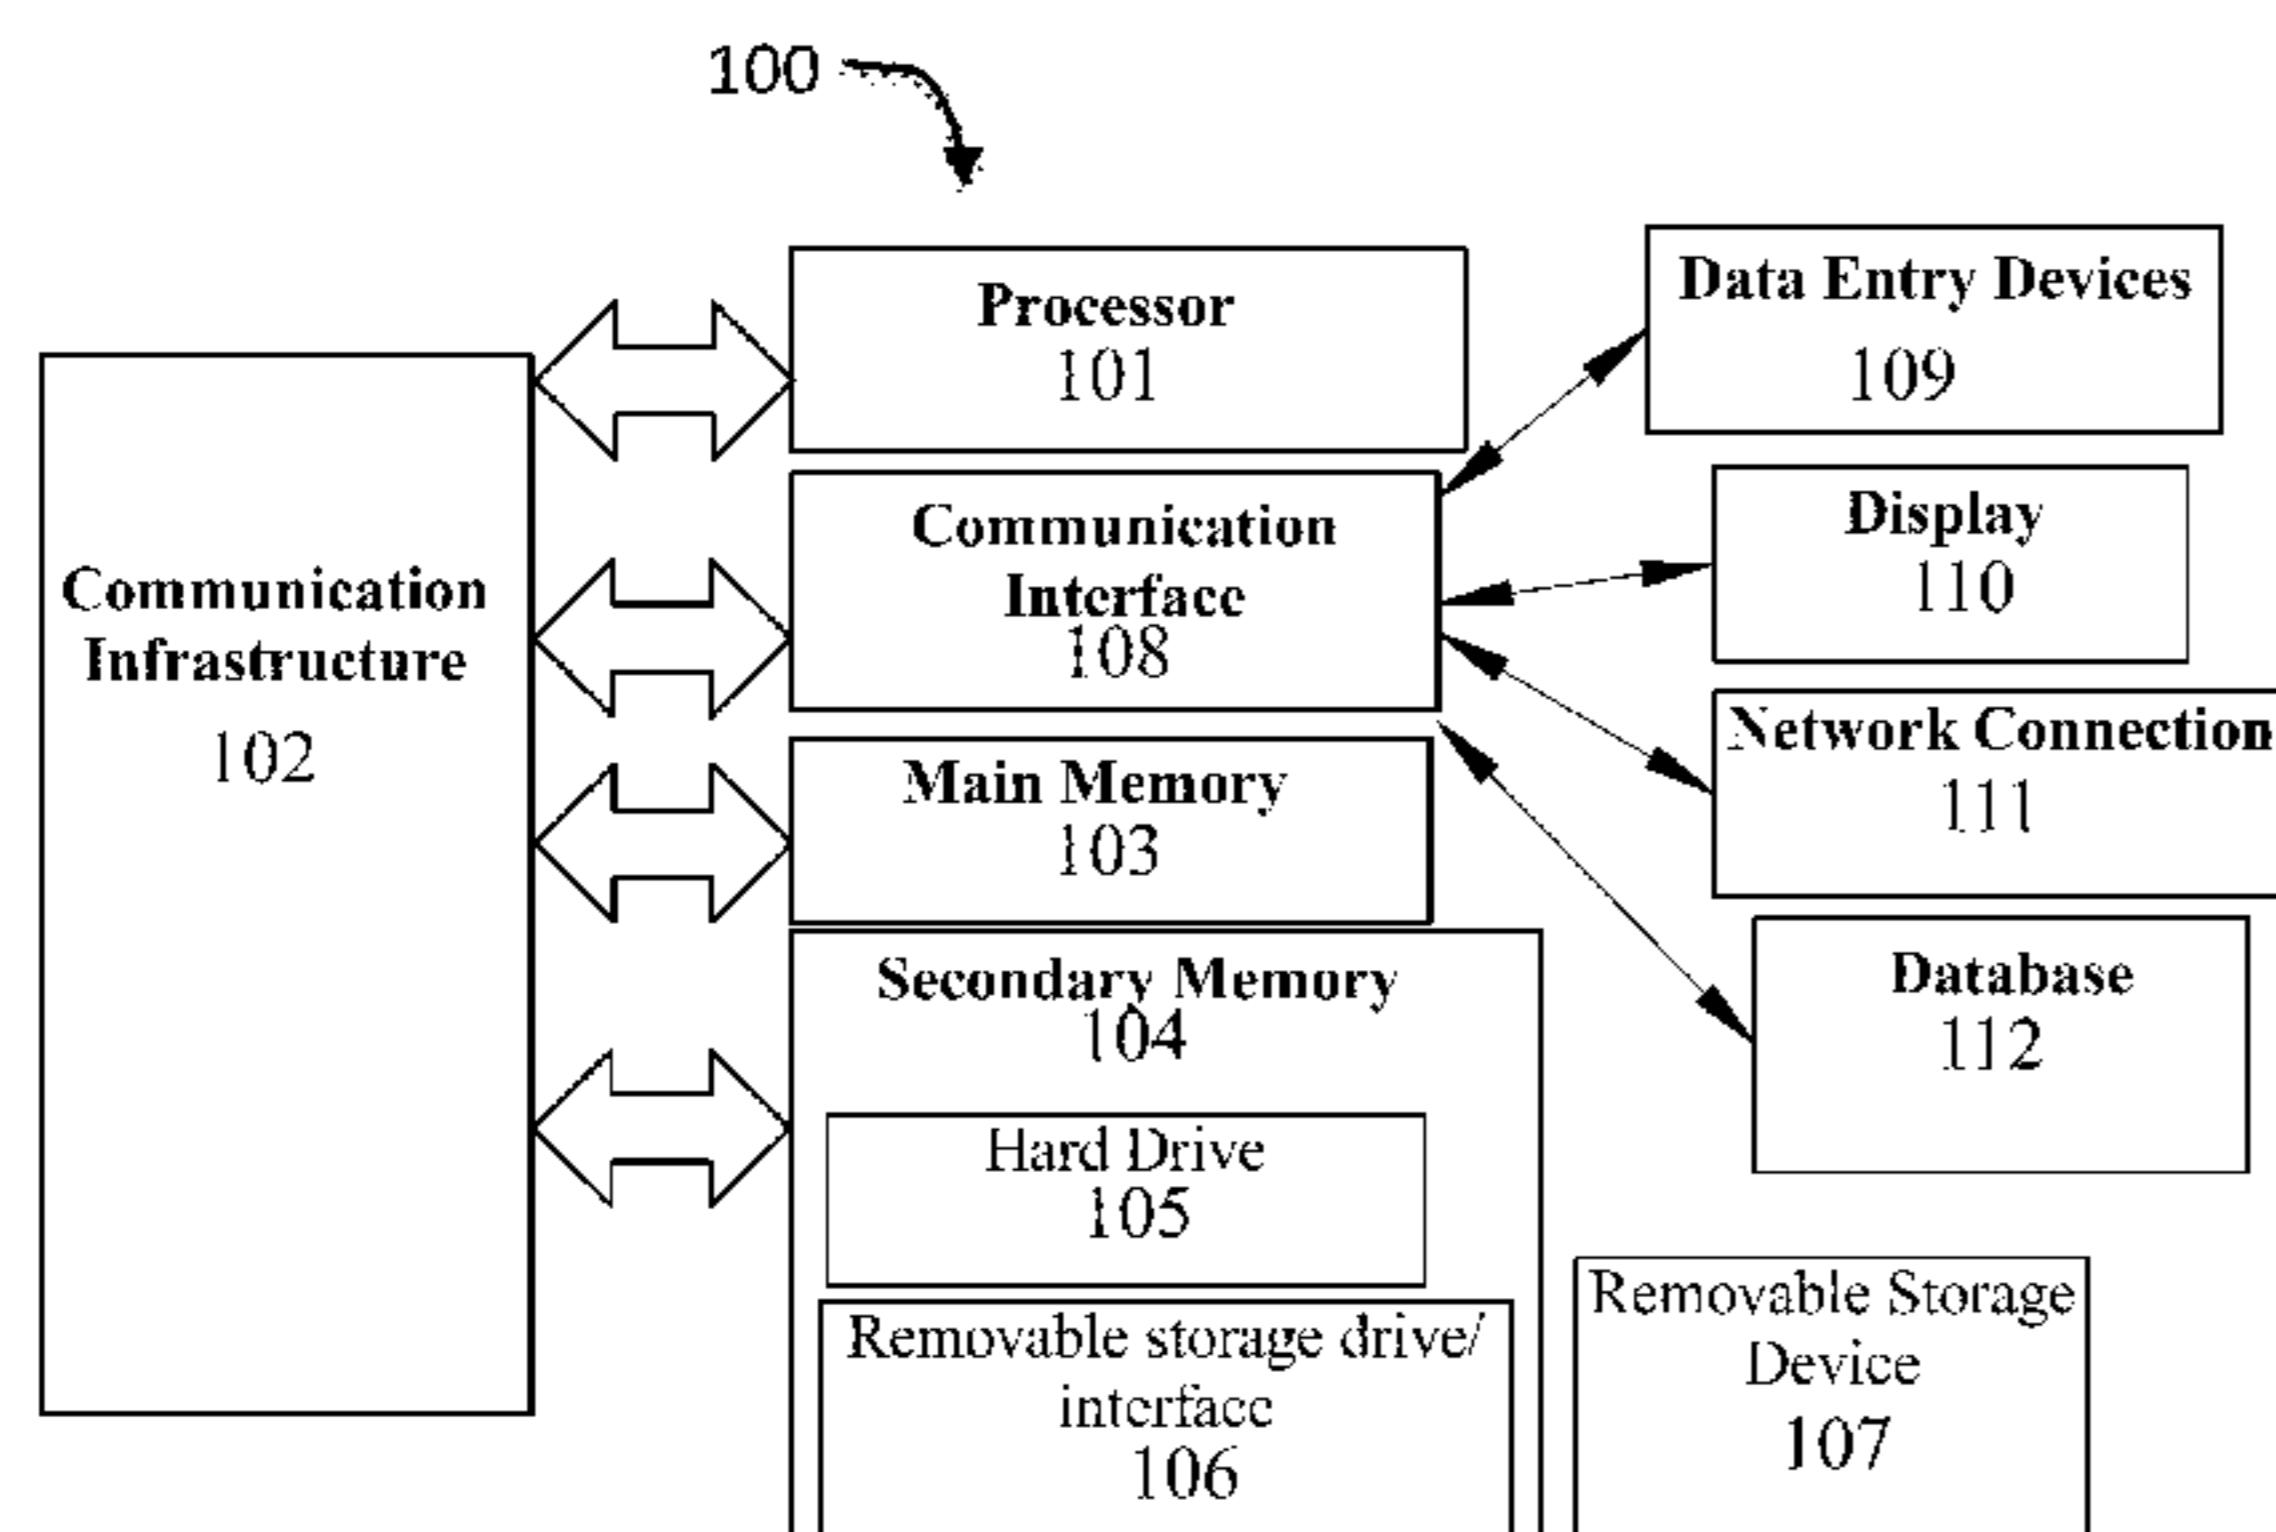 100
Processor
101
Data Entry Devices
109
Communication
Interface
108
Display
110
Communication
Infrastructure
102
Network Connection
111
Main Memory
103
Database
112
Secondary Memory
104
Hard Drive
105
Removable storage drive/
interface
106
Removable Storage
Device
107